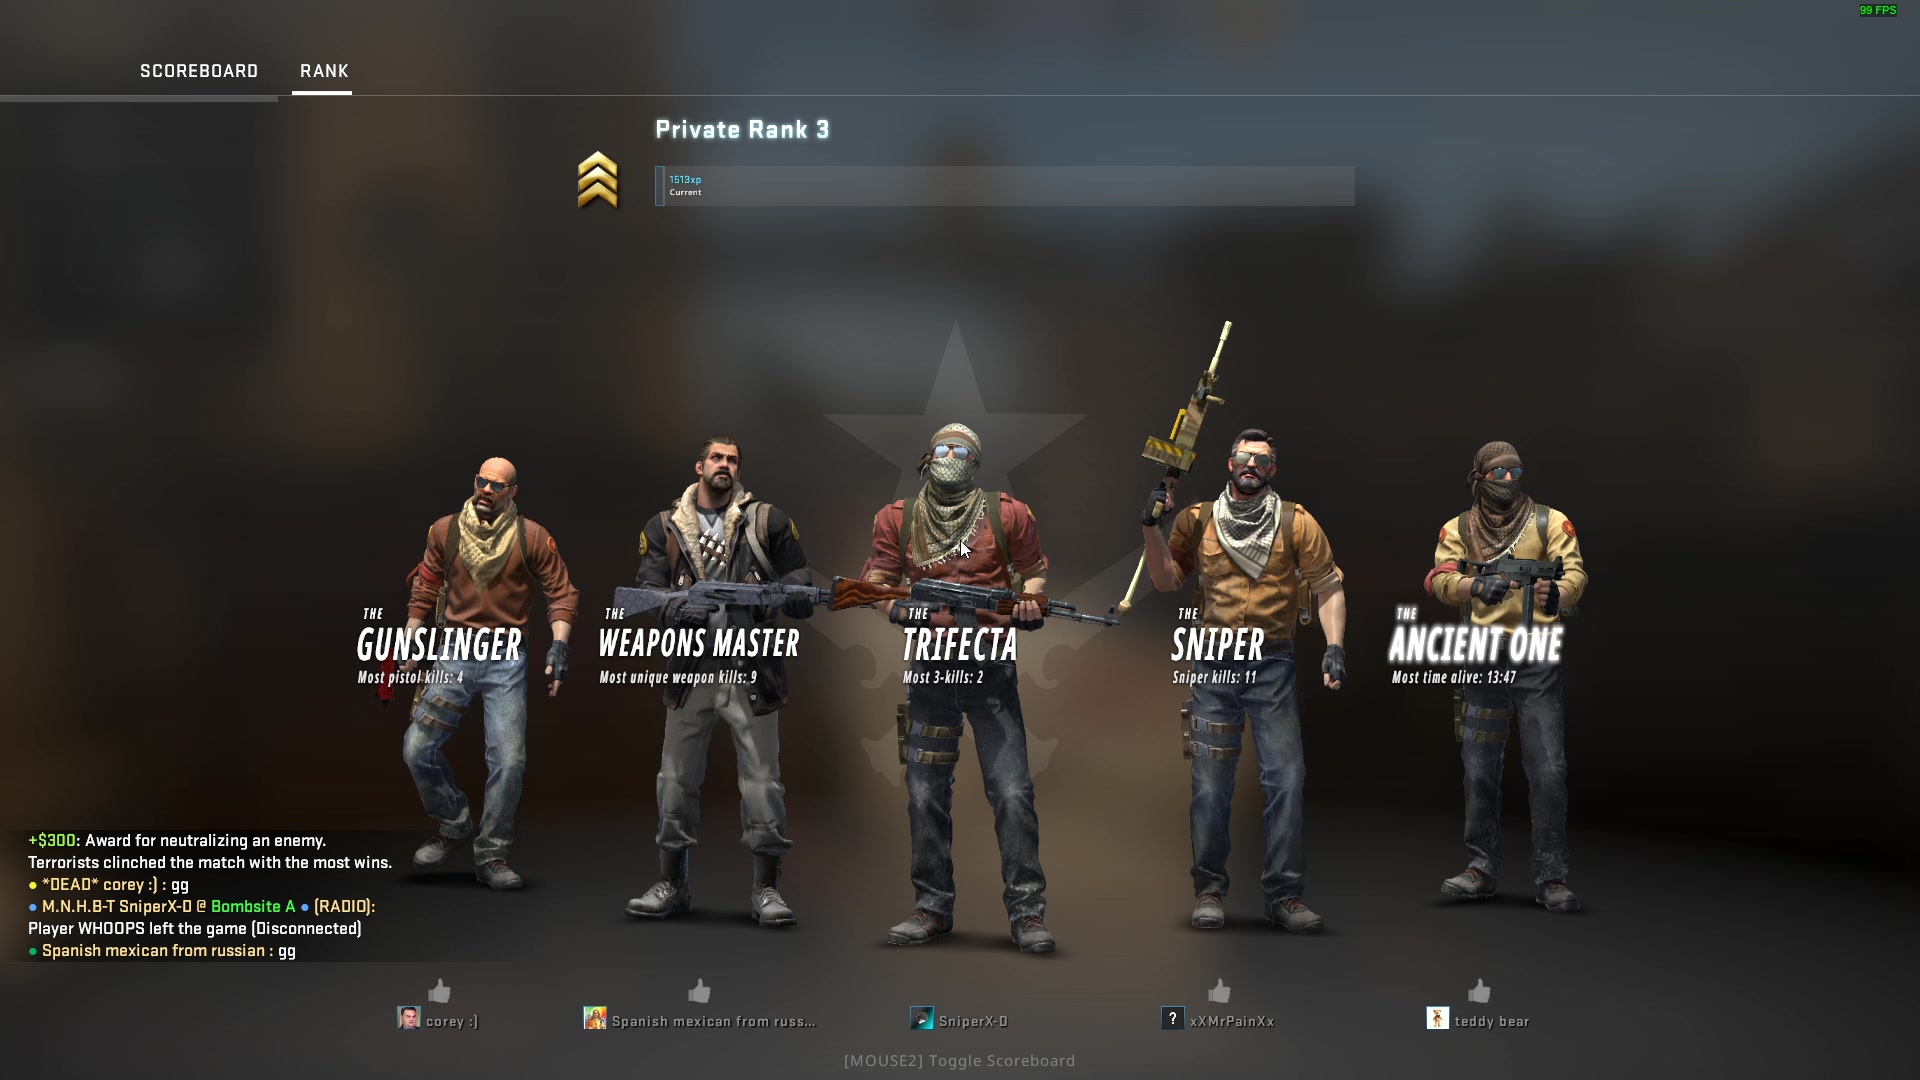 99 FPS
SCOREBOARD RANK
Private Rank 3
1513xp
Current
THE
GUNSLINGER
Most pistol kills: 4
THE
WEAPONS MASTER
Most unique weapon kills: 9
THE
TRIFECTA
Most 3-kills: 2
THE
SNIPER
Sniper kills: 11
THE
ANCIENT ONE
Most time alive: 13:47
+$300: Award for neutralizing an enemy.
Terrorists clinched the match with the most wins.
● *DEAD* corey :) : gg
● M.N.H.B-T SniperX-D @ Bombsite A ● (RADIO):
Player WHOOPS left the game (Disconnected)
● Spanish mexican from russian : gg
corey :)
Spanish mexican from russ...
SniperX-D
? xXMrPainXx
teddy bear
[MOUSE2] Toggle Scoreboard